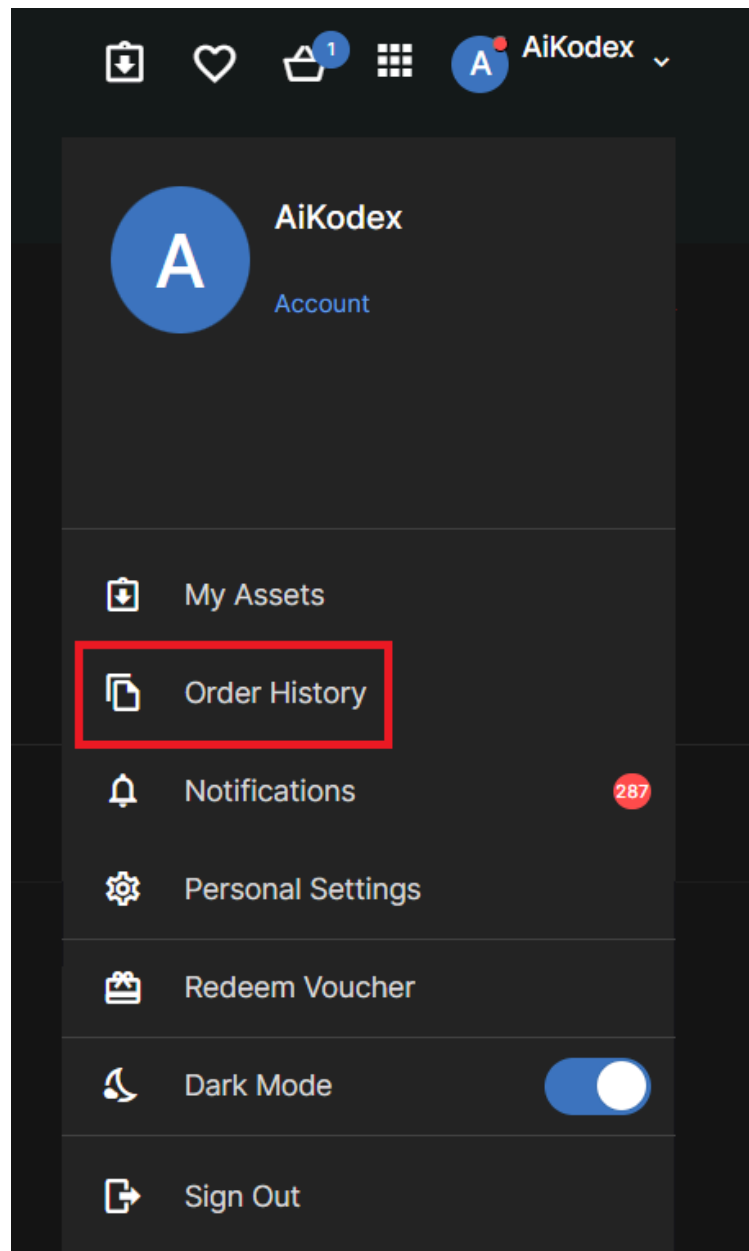 1
A
AiKodex
A
AiKodex
Account
My Assets
Order History
Notifications
287
Personal Settings
Redeem Voucher
Dark Mode
Sign Out